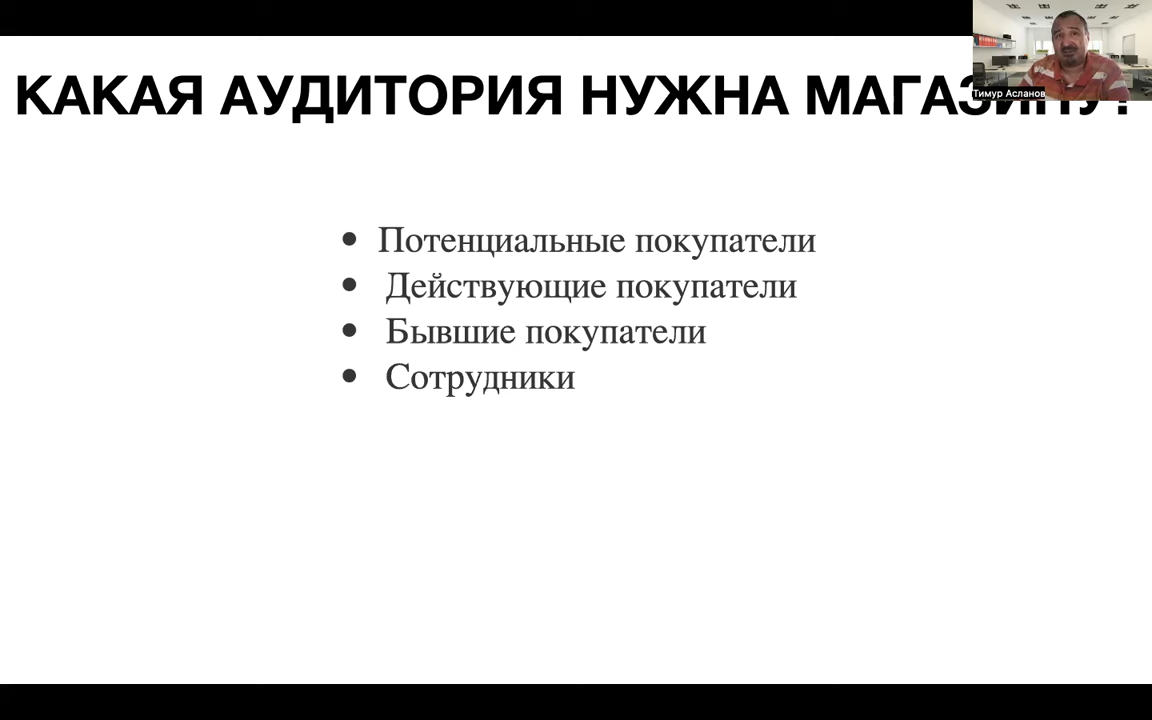 КАКАЯ АУДИТОРИЯ НУЖНА МАГАЗИНУ?
Тимур Асланов
• Потенциальные покупатели
• Действующие покупатели
• Бывшие покупатели
• Сотрудники